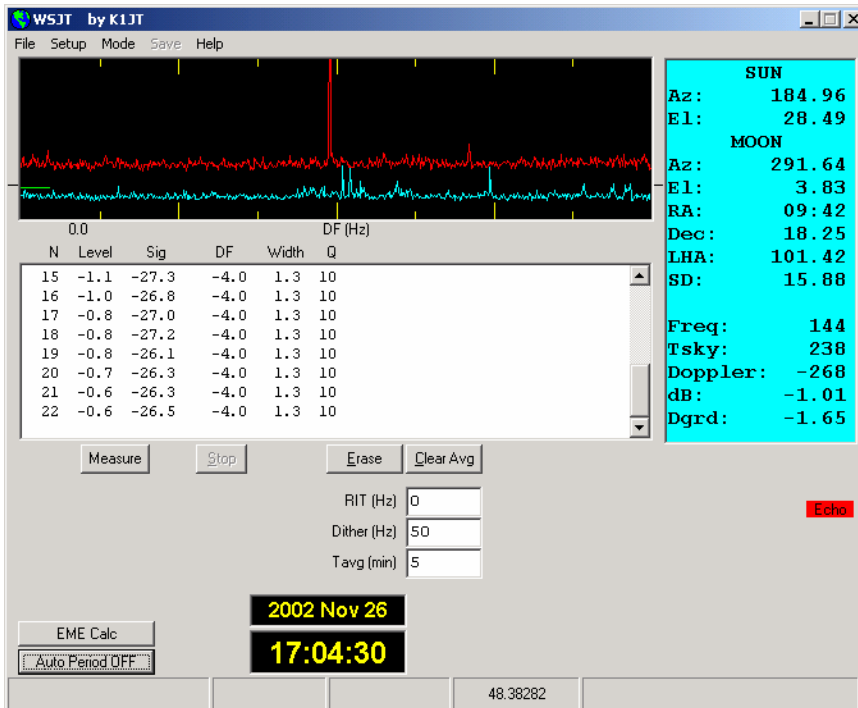 WSJT by K1JT
File Setup Mode Save Help
0.0 DF (Hz)
N Level Sig DF Width Q
15 -1.1 -27.3 -4.0 1.3 10
16 -1.0 -26.8 -4.0 1.3 10
17 -0.8 -27.0 -4.0 1.3 10
18 -0.8 -27.2 -4.0 1.3 10
19 -0.8 -26.1 -4.0 1.3 10
20 -0.7 -26.3 -4.0 1.3 10
21 -0.6 -26.3 -4.0 1.3 10
22 -0.6 -26.5 -4.0 1.3 10
SUN
Az: 184.96
El: 28.49
MOON
Az: 291.64
El: 3.83
RA: 09:42
Dec: 18.25
LHA: 101.42
SD: 15.88
Freq: 144
Tsky: 238
Doppler: -268
dB: -1.01
Dgrd: -1.65
Measure Stop Erase Clear Avg
RIT (Hz) 0
Dither (Hz) 50
Tavg (min) 5
Echo
2002 Nov 26
17:04:30
EME Calc
Auto Period OFF
48.38282